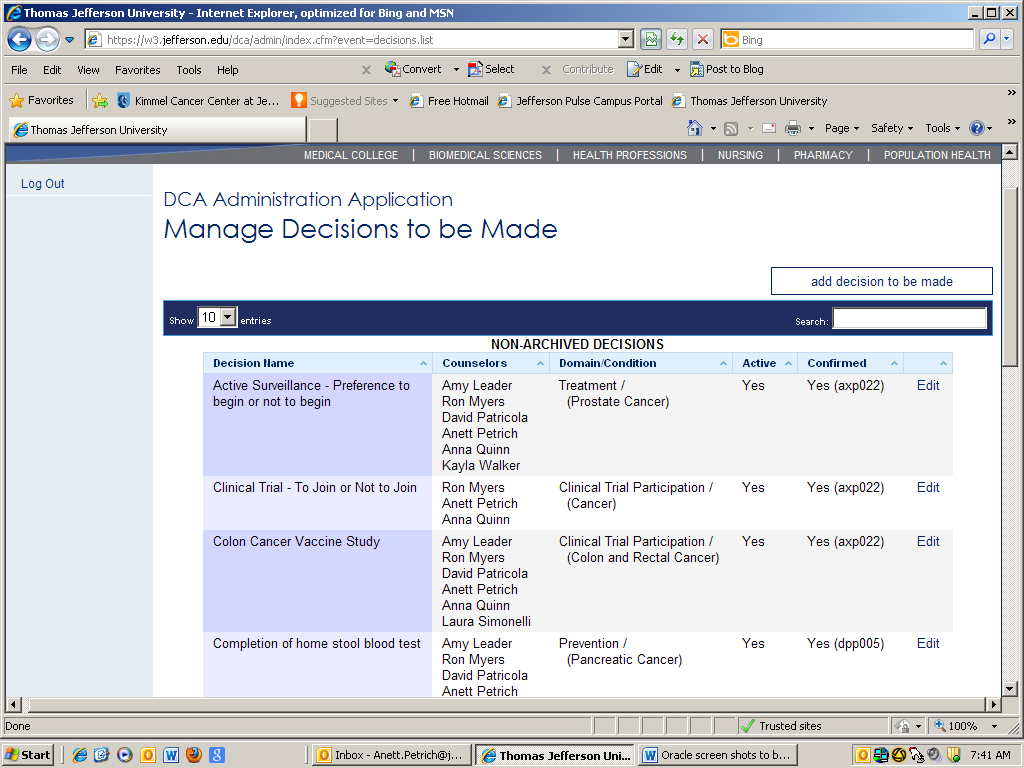 Thomas Jefferson University - Internet Explorer, optimized for Bing and MSN
https://w3.jefferson.edu/dca/admin/index.cfm?event=decisions.list
Bing
File Edit View Favorites Tools Help x Convert Select x Contribute Edit Post to Blog
Favorites Kimmel Cancer Center at Je... Suggested Sites Free Hotmail Jefferson Pulse Campus Portal Thomas Jefferson University »
Thomas Jefferson University Page Safety Tools »
MEDICAL COLLEGE | BIOMEDICAL SCIENCES | HEALTH PROFESSIONS | NURSING | PHARMACY | POPULATION HEALTH
Log Out
DCA Administration Application
Manage Decisions to be Made
add decision to be made
Show 10 entries Search:
NON-ARCHIVED DECISIONS
Decision Name Counselors Domain/Condition Active Confirmed
Active Surveillance - Preference to Amy Leader Treatment / Yes Yes (axp022) Edit
begin or not to begin Ron Myers (Prostate Cancer)
David Patricola
Anett Petrich
Anna Quinn
Kayla Walker
Clinical Trial - To Join or Not to Join Ron Myers Clinical Trial Participation / Yes Yes (axp022) Edit
Anett Petrich (Cancer)
Anna Quinn
Colon Cancer Vaccine Study Amy Leader Clinical Trial Participation / Yes Yes (axp022) Edit
Ron Myers (Colon and Rectal Cancer)
David Patricola
Anett Petrich
Anna Quinn
Laura Simonelli
Completion of home stool blood test Amy Leader Prevention / Yes Yes (dpp005) Edit
Ron Myers (Pancreatic Cancer)
David Patricola
Anett Petrich
Done Trusted sites 100%
Start Inbox - Anett.Petrich@j... Thomas Jefferson Uni... Oracle screen shots to b... 7:41 AM